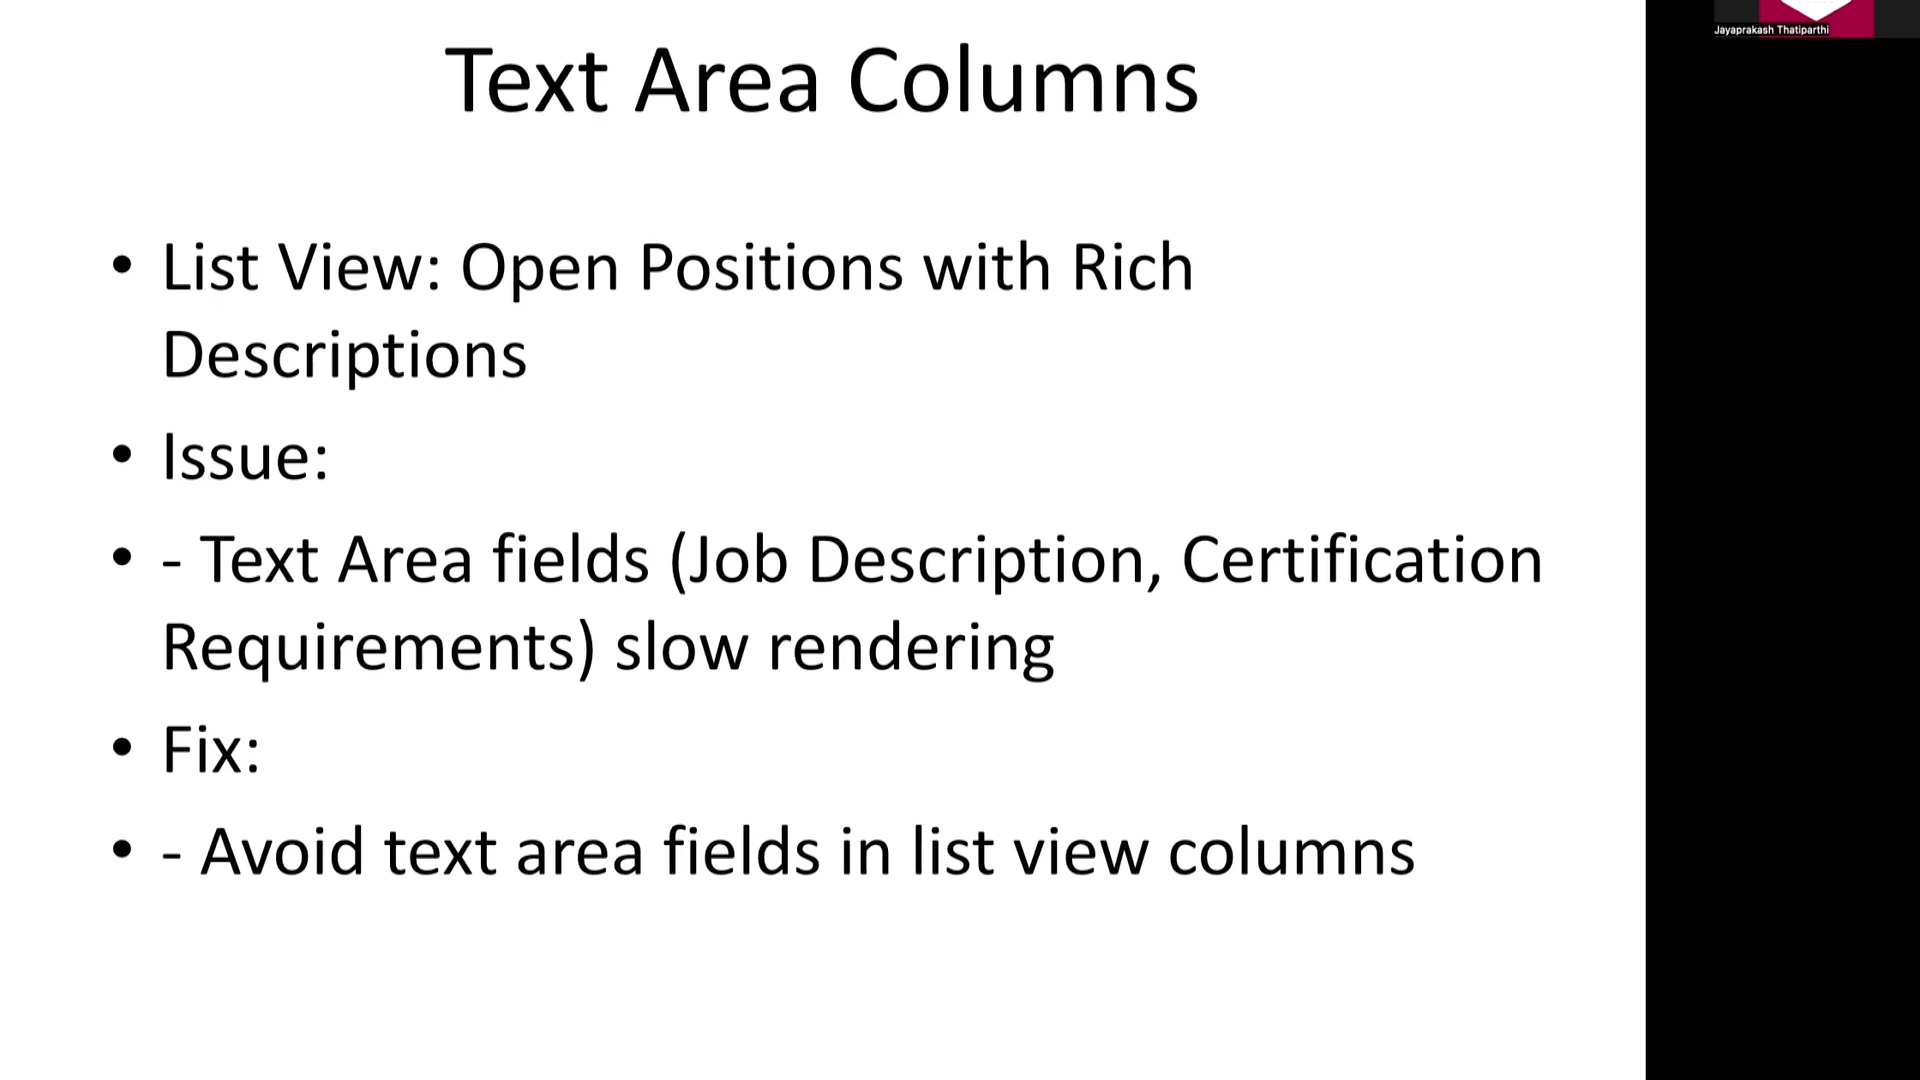 Text Area Columns
Jayaprakash Thatiparthi
• List View: Open Positions with Rich
Descriptions
• Issue:
• - Text Area fields (Job Description, Certification
Requirements) slow rendering
• Fix:
• - Avoid text area fields in list view columns